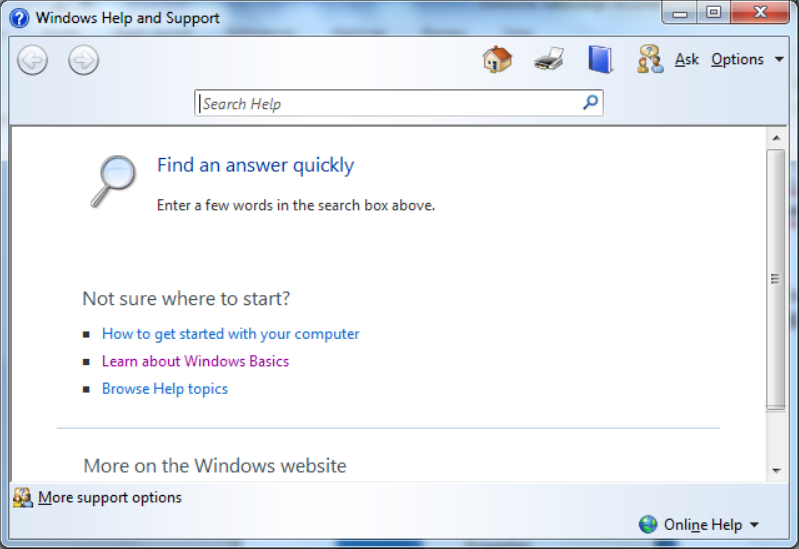 Windows Help and Support
Ask Options
Search Help
Find an answer quickly
Enter a few words in the search box above.
Not sure where to start?
How to get started with your computer
Learn about Windows Basics
Browse Help topics
More on the Windows website
More support options
Online Help